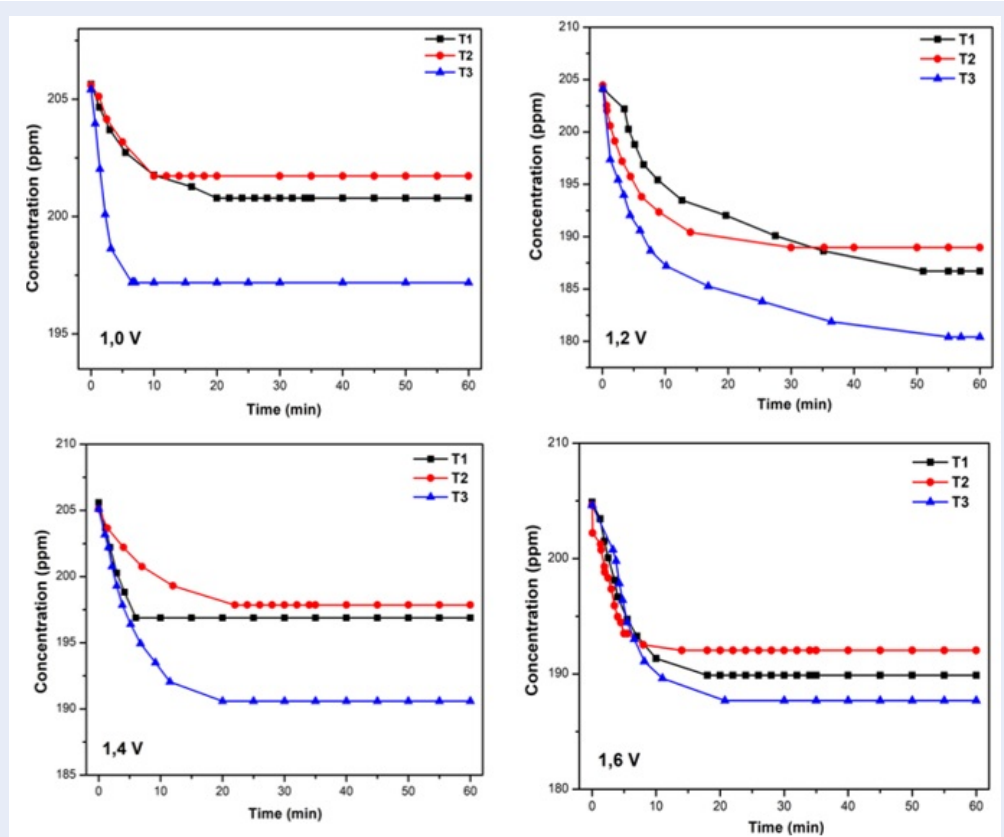 T1
T2
T3
205
200
195
0 10 20 30 40 50 60
Concentration (ppm)
Time (min)
1,0 V
T1
T2
T3
210
205
200
195
190
185
180
0 10 20 30 40 50 60
Concentration (ppm)
Time (min)
1,2 V
T1
T2
T3
210
205
200
195
190
185
0 10 20 30 40 50 60
Concentration (ppm)
Time (min)
1,4 V
T1
T2
T3
210
200
190
180
0 10 20 30 40 50 60
Concentration (ppm)
Time (min)
1,6 V